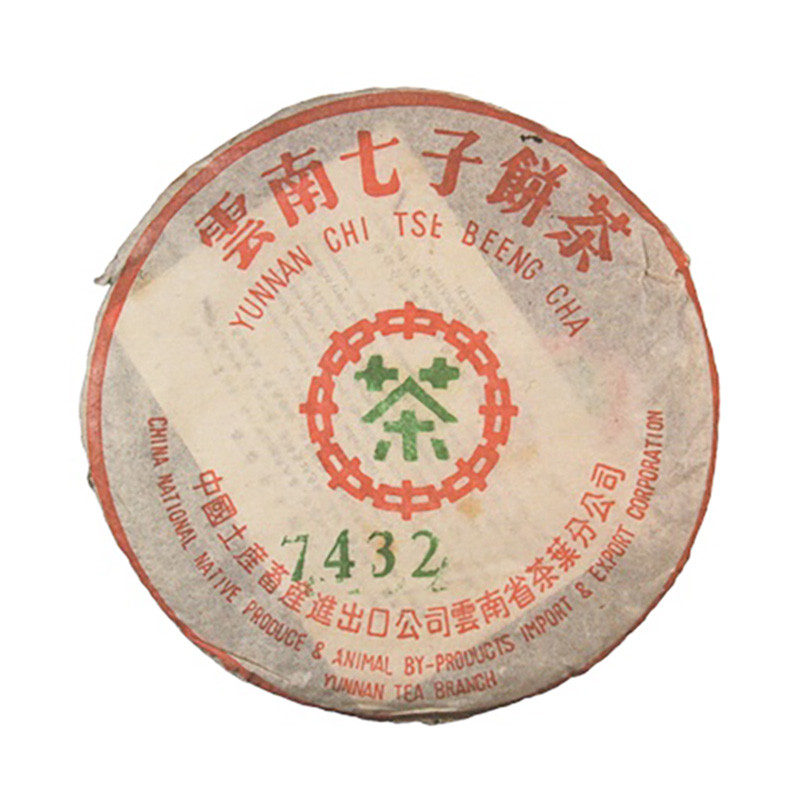 雲南七子餅茶
YUNNAN CHI TSE BEENG CHA
茶
7432
中國土產畜產進出口公司雲南省茶葉分公司
CHINA NATIONAL NATIVE PRODUCE & ANIMAL BY-PRODUCTS IMPORT & EXPORT CORPORATION
YUNNAN TEA BRANCH